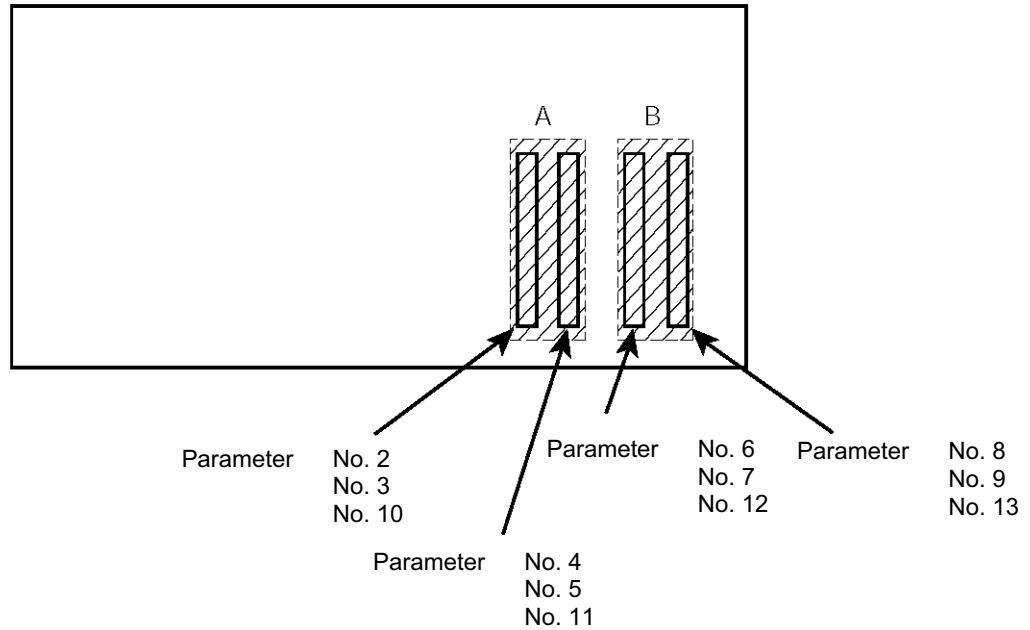 A
B
Parameter No. 2
No. 3
No. 10
Parameter No. 4
No. 5
No. 11
Parameter No. 6
No. 7
No. 12
Parameter No. 8
No. 9
No. 13